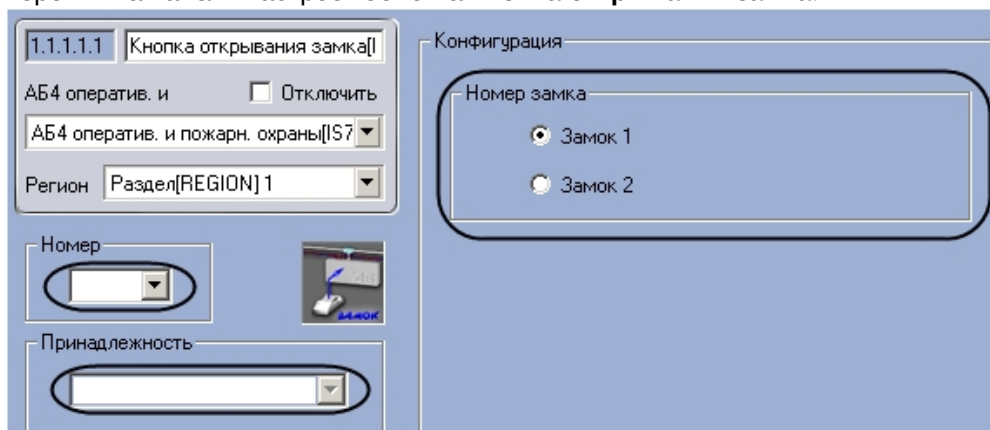 1.1.1.1.1 Кнопка открывания замка[I
АБ4 оператив. и Отключить
АБ4 оператив. и пожарн. охраны[IS7
Регион Раздел[REGION] 1
Номер
ЗАМОК
Принадлежность
Конфигурация
Номер замка
Замок 1
Замок 2